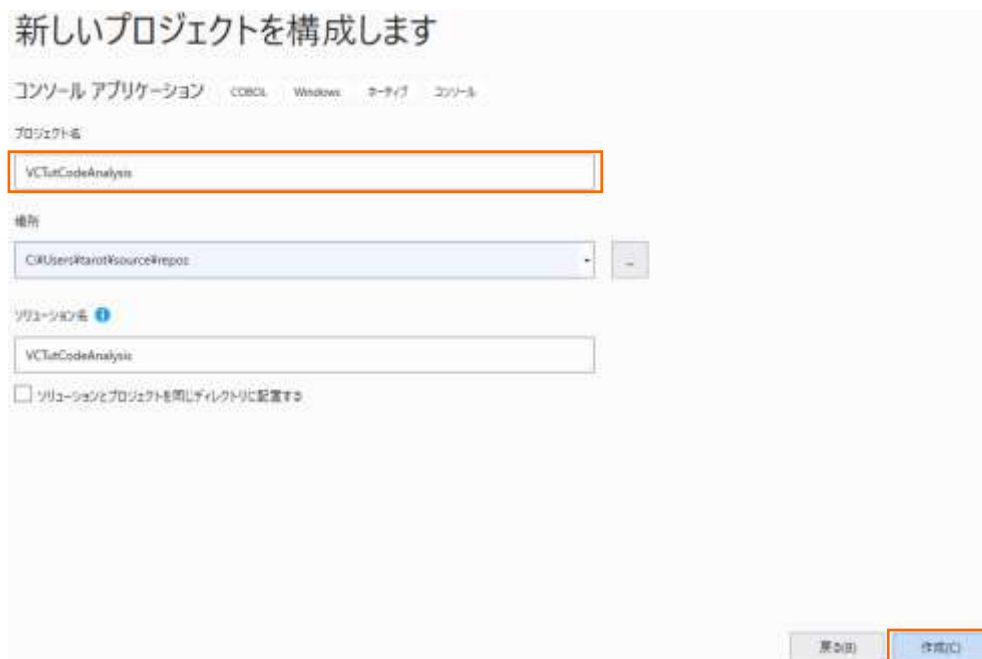 新しいプロジェクトを構成します
コンソール アプリケーション COBOL Windows ネーティブ コンソール
プロジェクト名
VCTutCodeAnalysis
場所
C:¥Users¥tarot¥source¥repos
...
ソリューション名
VCTutCodeAnalysis
ソリューションとプロジェクトを同じディレクトリに配置する
戻る(B) 作成(C)